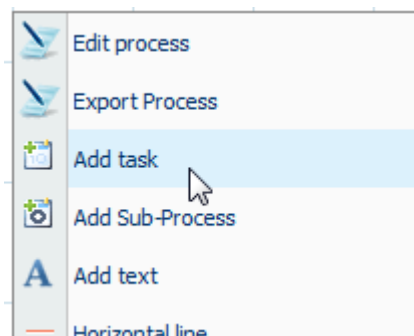 Edit process
Export Process
Add task
Add Sub-Process
Add text
Horizontal line